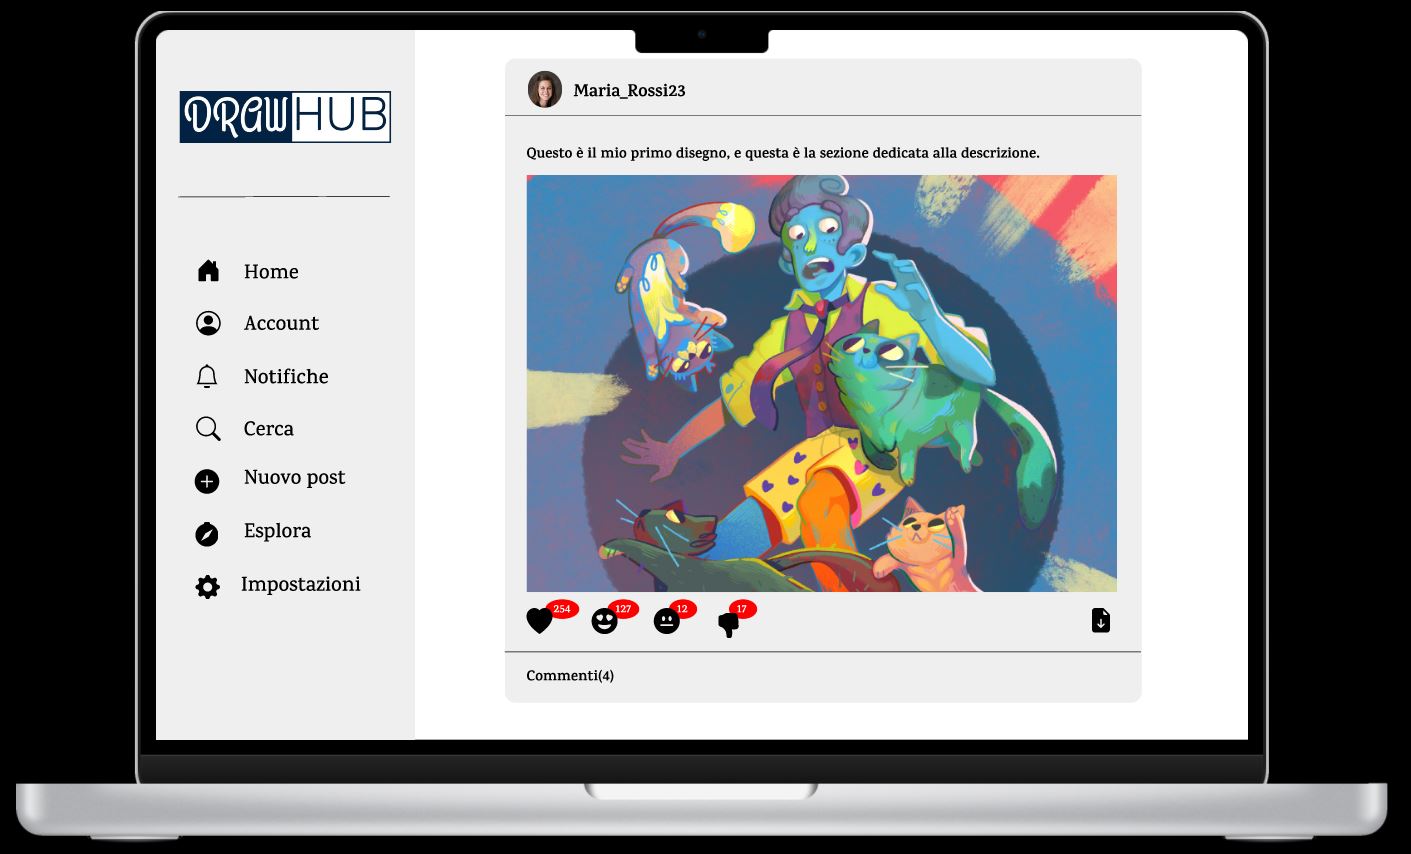 DRAWHUB
Home
Account
Notifiche
Cerca
Nuovo post
Esplora
Impostazioni
Maria_Rossi23
Questo è il mio primo disegno, e questa è la sezione dedicata alla descrizione.
254 127 12 17
Commenti(4)